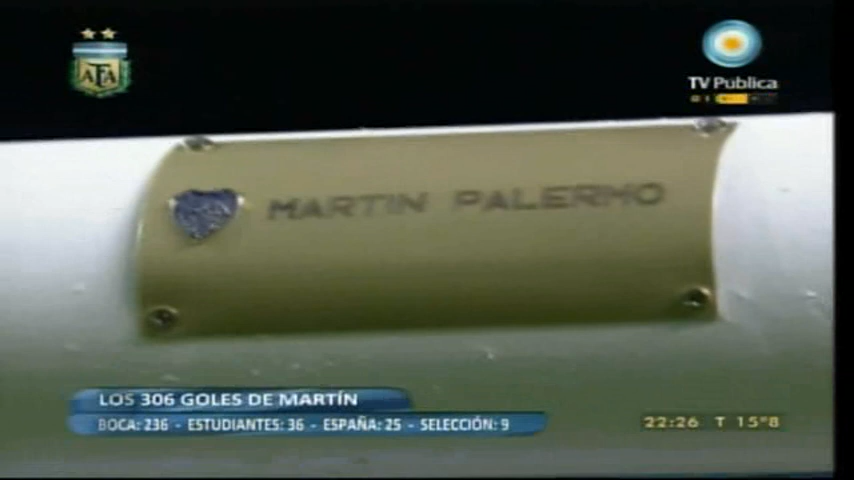 AFA
TV Pública
MARTIN PALERMO
LOS 306 GOLES DE MARTÍN
BOCA: 236 - ESTUDIANTES: 36 - ESPAÑA: 25 - SELECCIÓN: 9
22:26 T 15°8